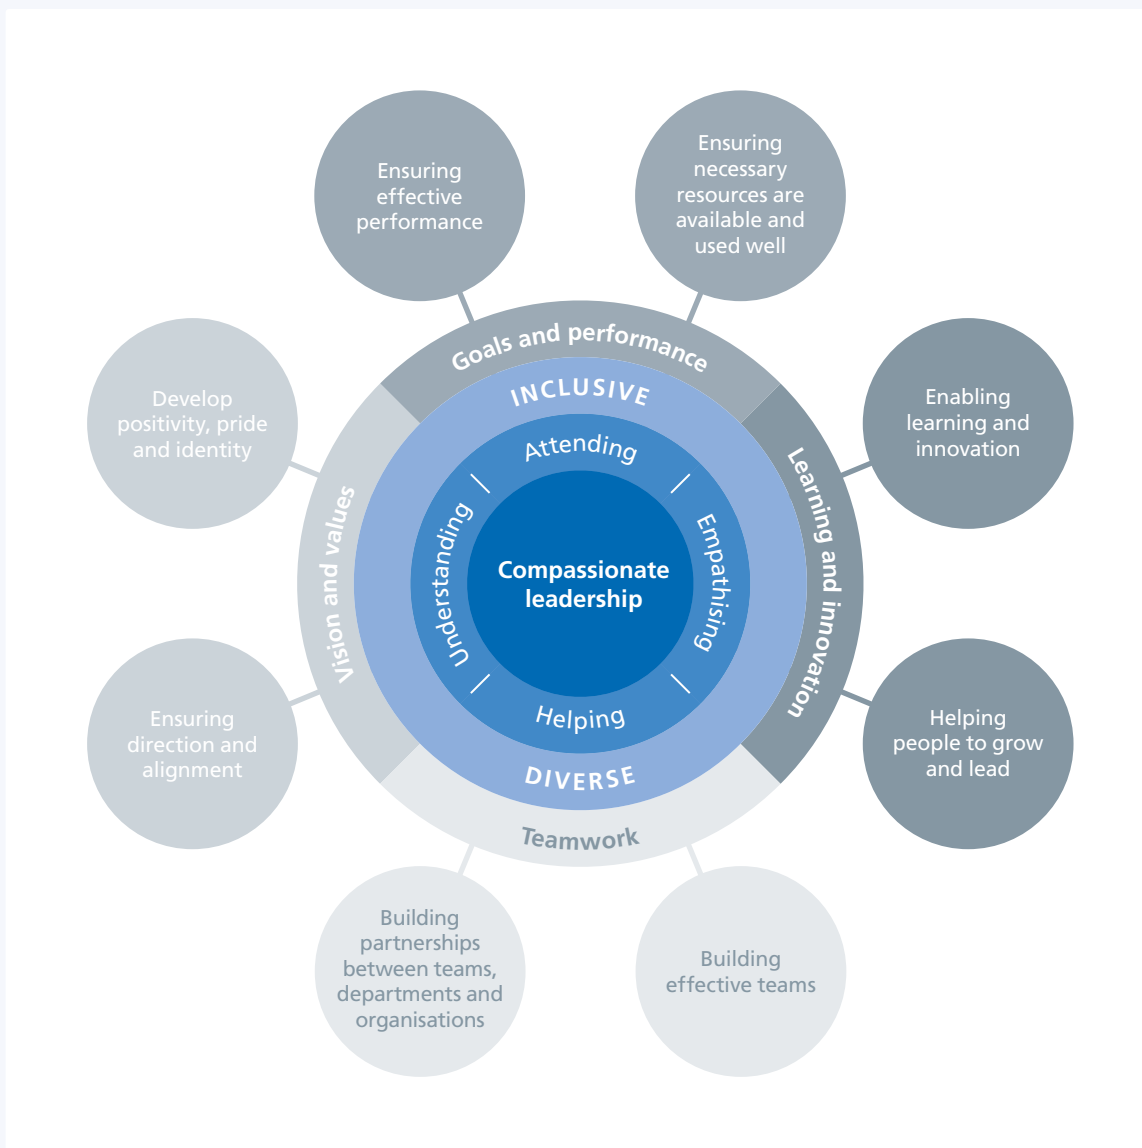 Ensuring
effective
performance
Ensuring
necessary
resources are
available and
used well
Develop
positivity, pride
and identity
Enabling
learning and
innovation
Goals and performance
INCLUSIVE
Attending
Vision and values
Understanding
Compassionate
leadership
Empathising
Learning and innovation
Helping
DIVERSE
Teamwork
Ensuring
direction and
alignment
Helping
people to grow
and lead
Building
partnerships
between teams,
departments and
organisations
Building
effective teams